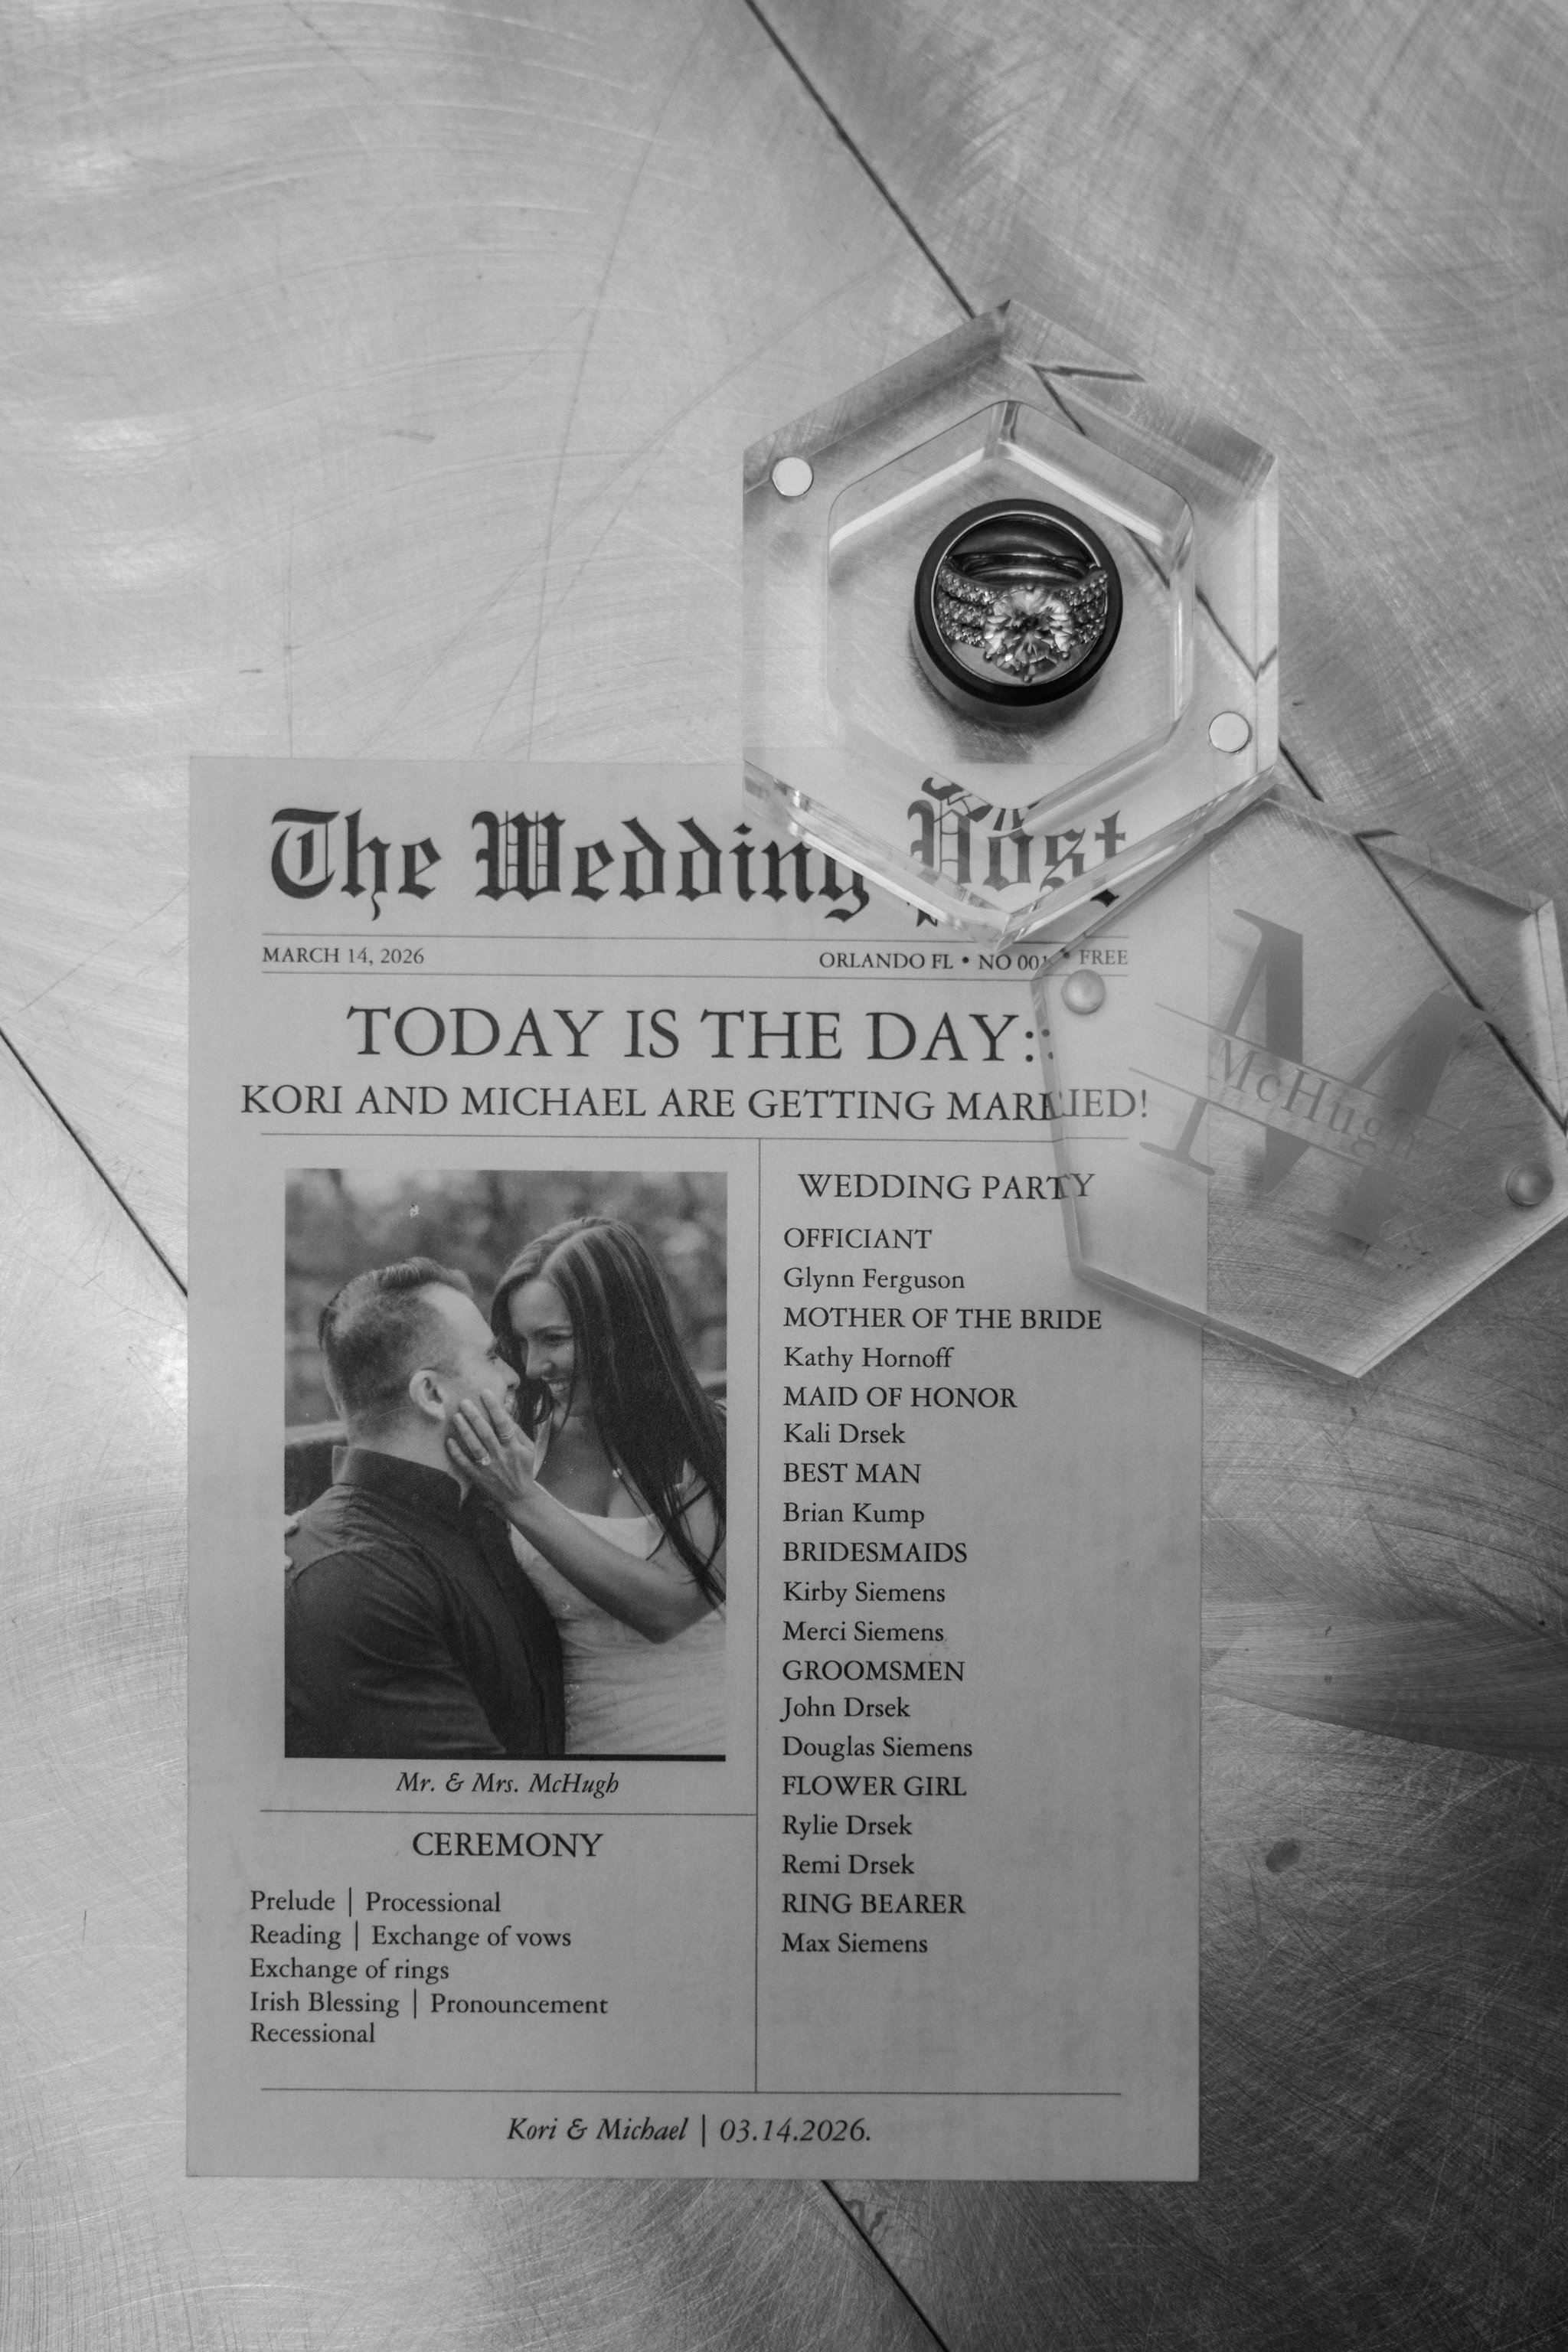 The Wedding Post
MARCH 14, 2026
ORLANDO FL • NO 001 • FREE
TODAY IS THE DAY:
KORI AND MICHAEL ARE GETTING MARRIED!
M
McHugh
Mr. & Mrs. McHugh
CEREMONY
Prelude | Processional
Reading | Exchange of vows
Exchange of rings
Irish Blessing | Pronouncement
Recessional
WEDDING PARTY
OFFICIANT
Glynn Ferguson
MOTHER OF THE BRIDE
Kathy Hornoff
MAID OF HONOR
Kali Drsek
BEST MAN
Brian Kump
BRIDESMAIDS
Kirby Siemens
Merci Siemens
GROOMSMEN
John Drsek
Douglas Siemens
FLOWER GIRL
Rylie Drsek
Remi Drsek
RING BEARER
Max Siemens
Kori & Michael | 03.14.2026.